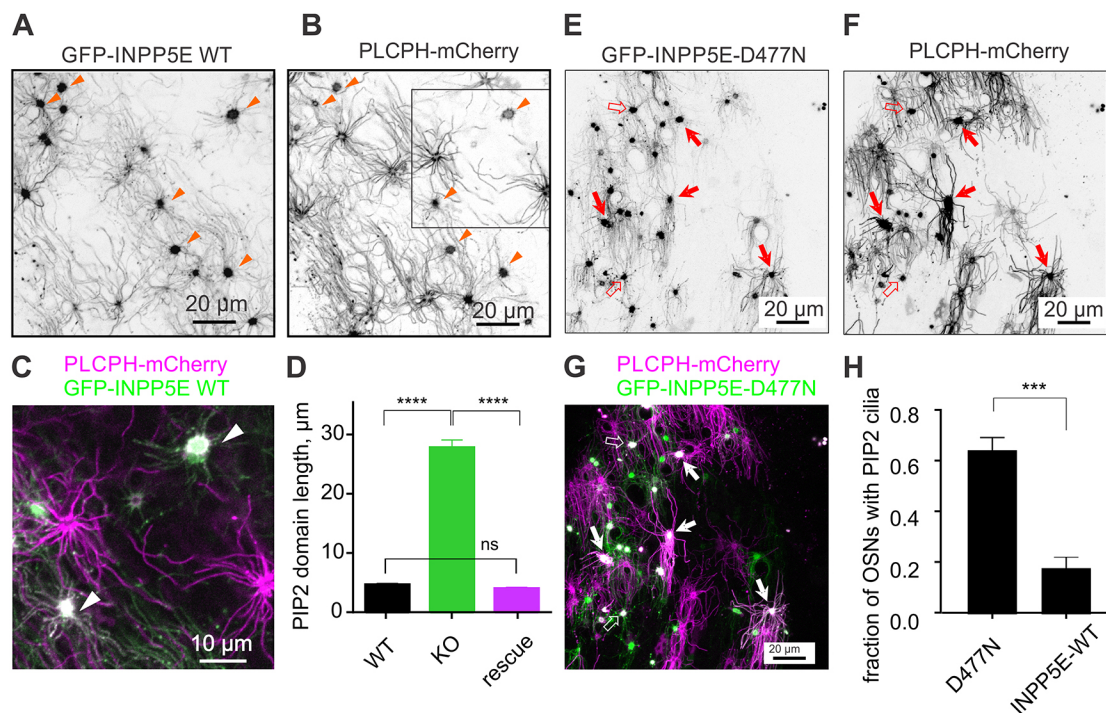 A
GFP-INPP5E WT
20 µm
B
PLCPH-mCherry
20 µm
E
GFP-INPP5E-D477N
20 µm
F
PLCPH-mCherry
20 µm
C
PLCPH-mCherry
GFP-INPP5E WT
10 µm
D
PIP2 domain length, µm
30
20
10
0
****
****
ns
WT
KO
rescue
G
PLCPH-mCherry
GFP-INPP5E-D477N
20 µm
H
fraction of OSNs with PIP2 cilia
0.8
0.6
0.4
0.2
0.0
***
D477N
INPP5E-WT